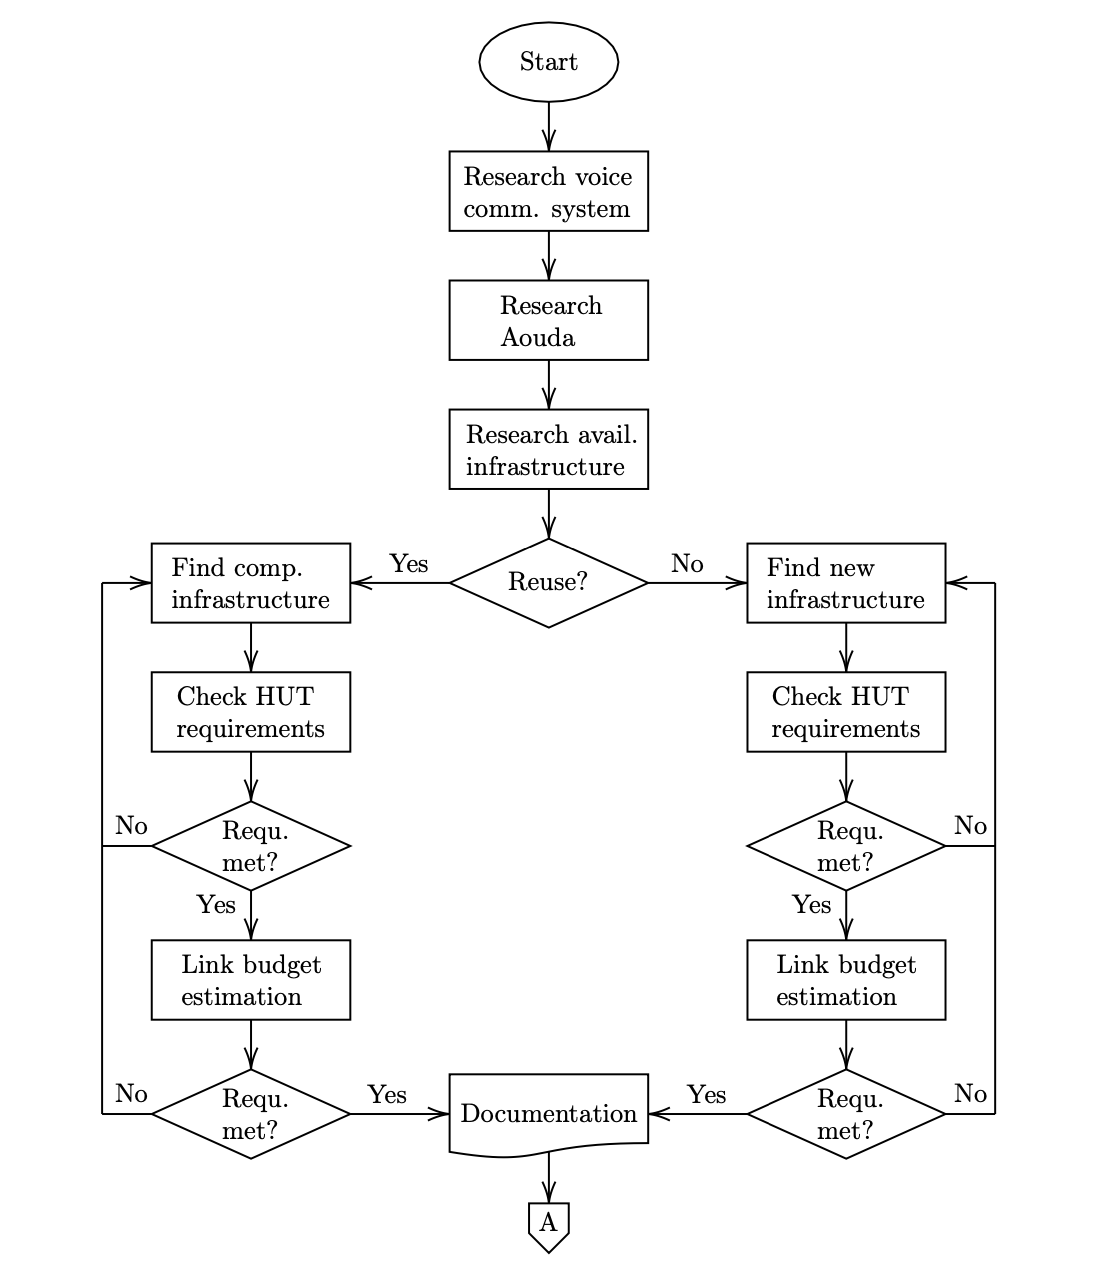 Start
Research voice
comm. system
Research
Aouda
Research avail.
infrastructure
Find comp.
infrastructure
Yes
Reuse?
No
Find new
infrastructure
Check HUT
requirements
Check HUT
requirements
No
Requ.
met?
Requ.
met?
No
Yes
Yes
Link budget
estimation
Link budget
estimation
No
Requ.
met?
Yes
Documentation
Yes
Requ.
met?
No
A